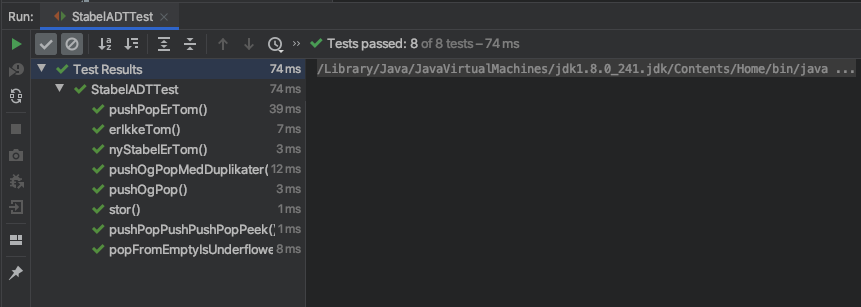 Run: StabelADTTest
Tests passed: 8 of 8 tests – 74 ms
Test Results 74 ms
/Library/Java/JavaVirtualMachines/jdk1.8.0_241.jdk/Contents/Home/bin/java ...
StabelADTTest 74 ms
pushPopErTom() 39 ms
erIkkeTom() 7 ms
nyStabelErTom() 3 ms
pushOgPopMedDuplikater( 12 ms
pushOgPop() 3 ms
stor() 1 ms
pushPopPushPushPopPeek() 1 ms
popFromEmptyIsUnderflowe 8 ms